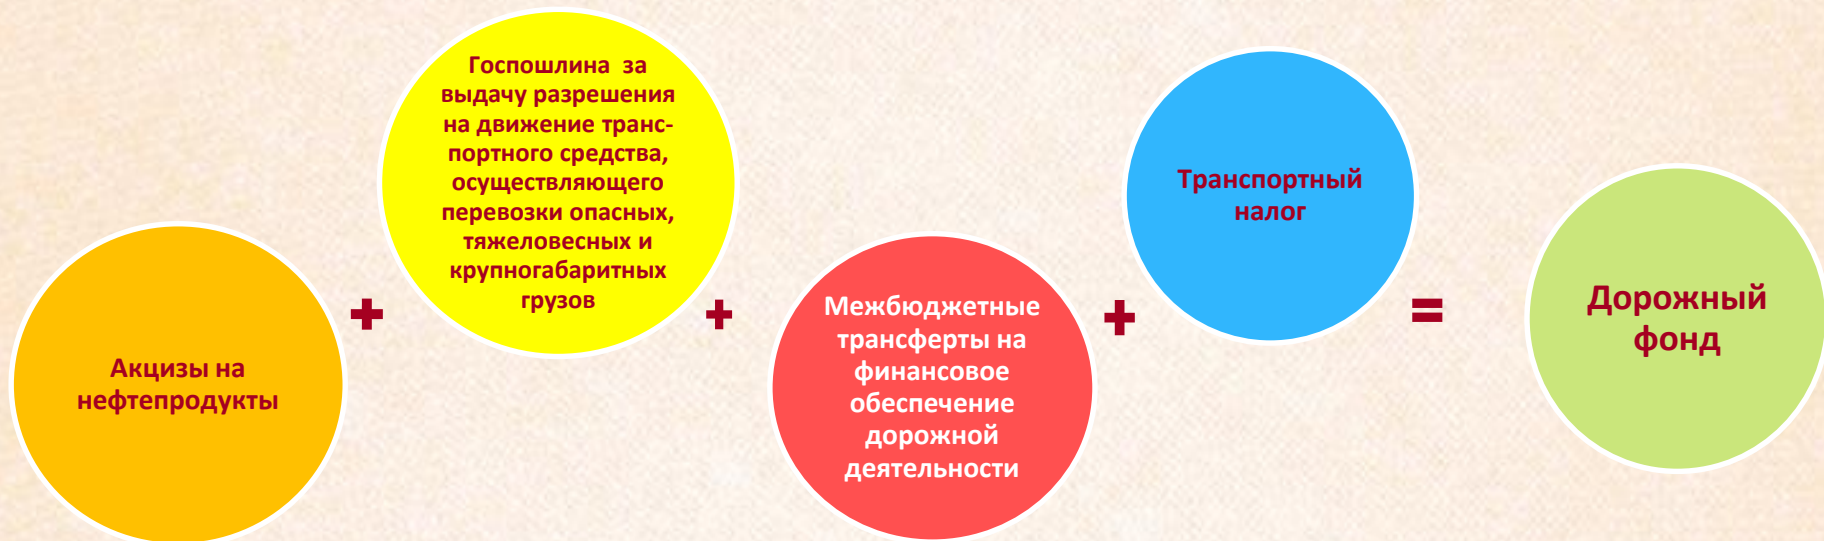 Акцизы на
нефтепродукты
+
Госпошлина за
выдачу разрешения
на движение транс-
портного средства,
осуществляющего
перевозки опасных,
тяжеловесных и
крупногабаритных
грузов
+
Межбюджетные
трансферты на
финансовое
обеспечение
дорожной
деятельности
+
Транспортный
налог
=
Дорожный
фонд